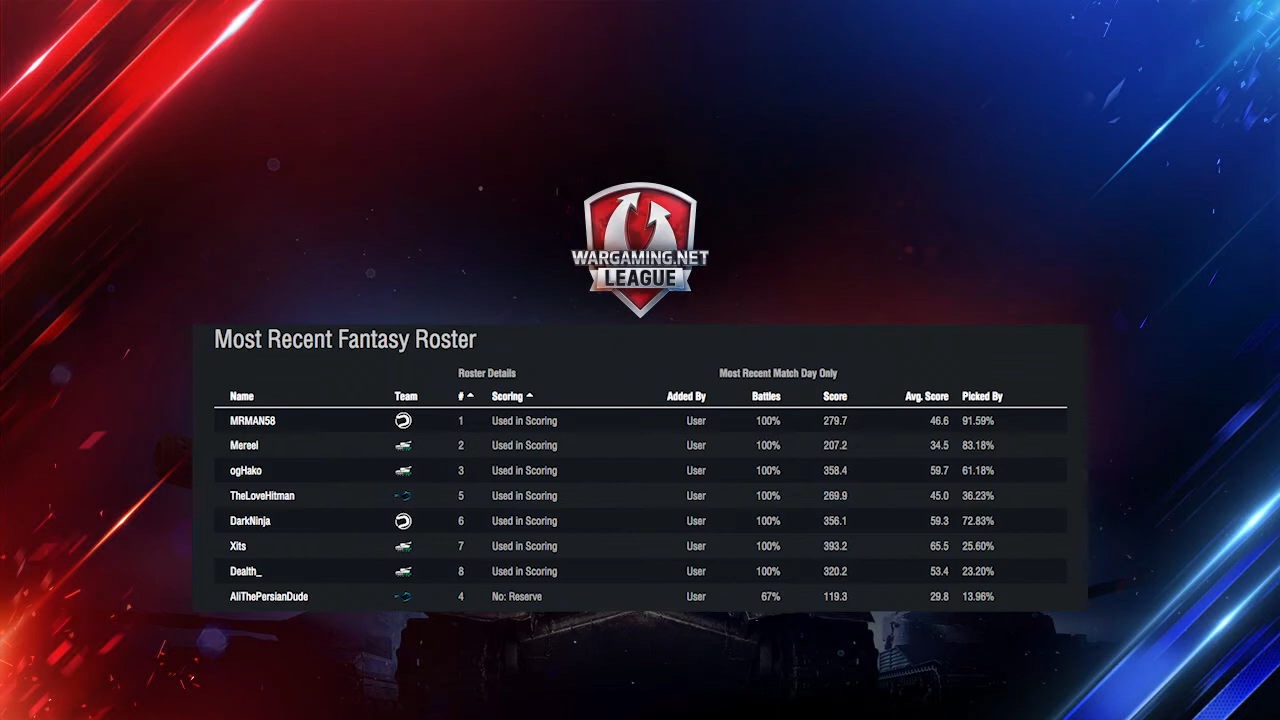 WARGAMING.NET
LEAGUE
Most Recent Fantasy Roster
Roster Details Most Recent Match Day Only
Name Team # Scoring Added By Battles Score Avg. Score Picked By
MRMAN58 1 Used in Scoring User 100% 279.7 46.6 91.59%
Mereel 2 Used in Scoring User 100% 207.2 34.5 83.18%
ogHako 3 Used in Scoring User 100% 358.4 59.7 61.18%
TheLoveHitman 5 Used in Scoring User 100% 269.9 45.0 36.23%
DarkNinja 6 Used in Scoring User 100% 356.1 59.3 72.83%
Xits 7 Used in Scoring User 100% 393.2 65.5 25.60%
Dealth_ 8 Used in Scoring User 100% 320.2 53.4 23.20%
AliThePersianDude 4 No: Reserve User 67% 119.3 29.8 13.96%